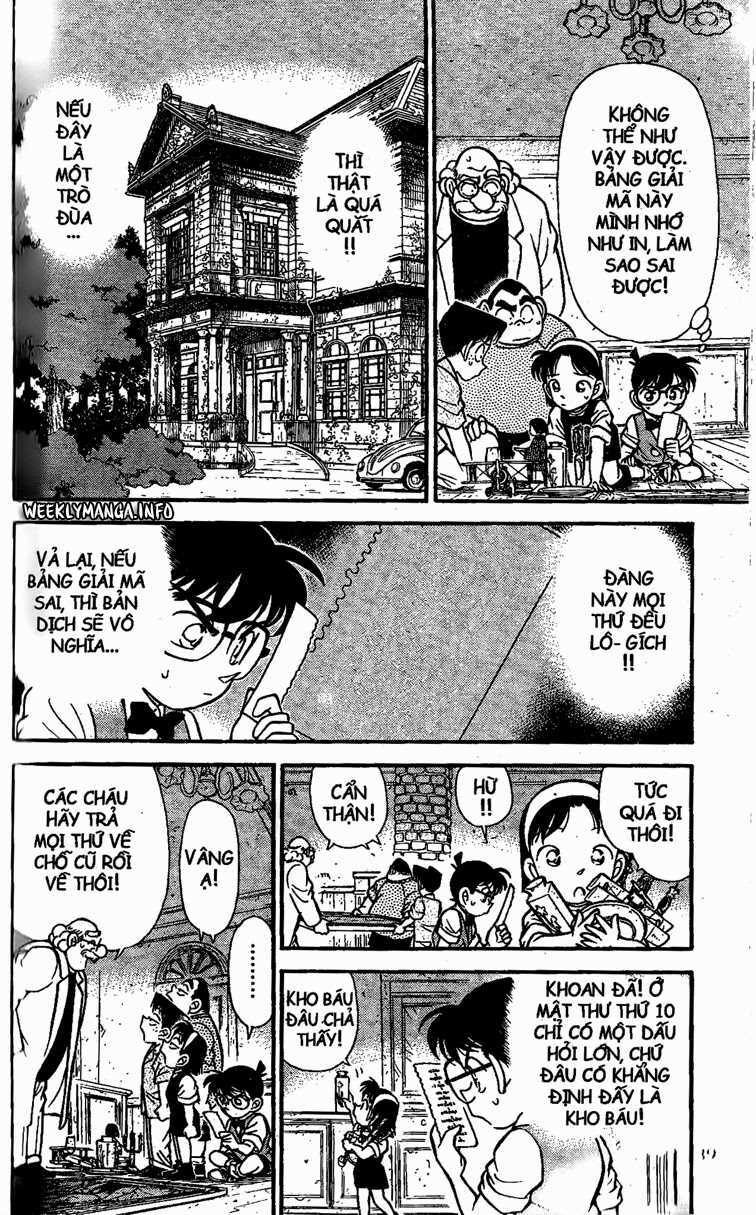 KHÔNG
THỂ NHƯ
VẬY ĐƯỢC.
BẢNG GIẢI
MÃ NÀY
MÌNH NHỚ
NHƯ IN, LÀM
SAO SAI
ĐƯỢC!
THÌ
THẬT
LÀ QUÁ
QUẮT
!!
NẾU
ĐÂY
LÀ
MỘT
TRÒ
ĐÙA
...
WEEKLYMANGA.INFO
ĐÀNG
NÀY MỌI
THỨ ĐỀU
LÔ-GÍCH
!!
VẢ LẠI, NẾU
BẢNG GIẢI MÃ
SAI, THÌ BẢN
DỊCH SẼ VÔ
NGHĨA...
TỨC
QUÁ ĐI
THÔI!
HỪ
!!
CẨN
THẬN!
KHOAN ĐÃ! Ở
MẬT THƯ THỨ 10
CHỈ CÓ MỘT DẤU
HỎI LỚN, CHỨ
ĐÂU CÓ KHẲNG
ĐỊNH ĐẤY LÀ
KHO BÁU!
KHO BÁU
ĐÂU CHẢ
THẤY!
CÁC CHÁU
HÃY TRẢ
MỌI THỨ VỀ
CHỖ CŨ RỒI
VỀ THÔI!
VÂNG
Ạ!
.........